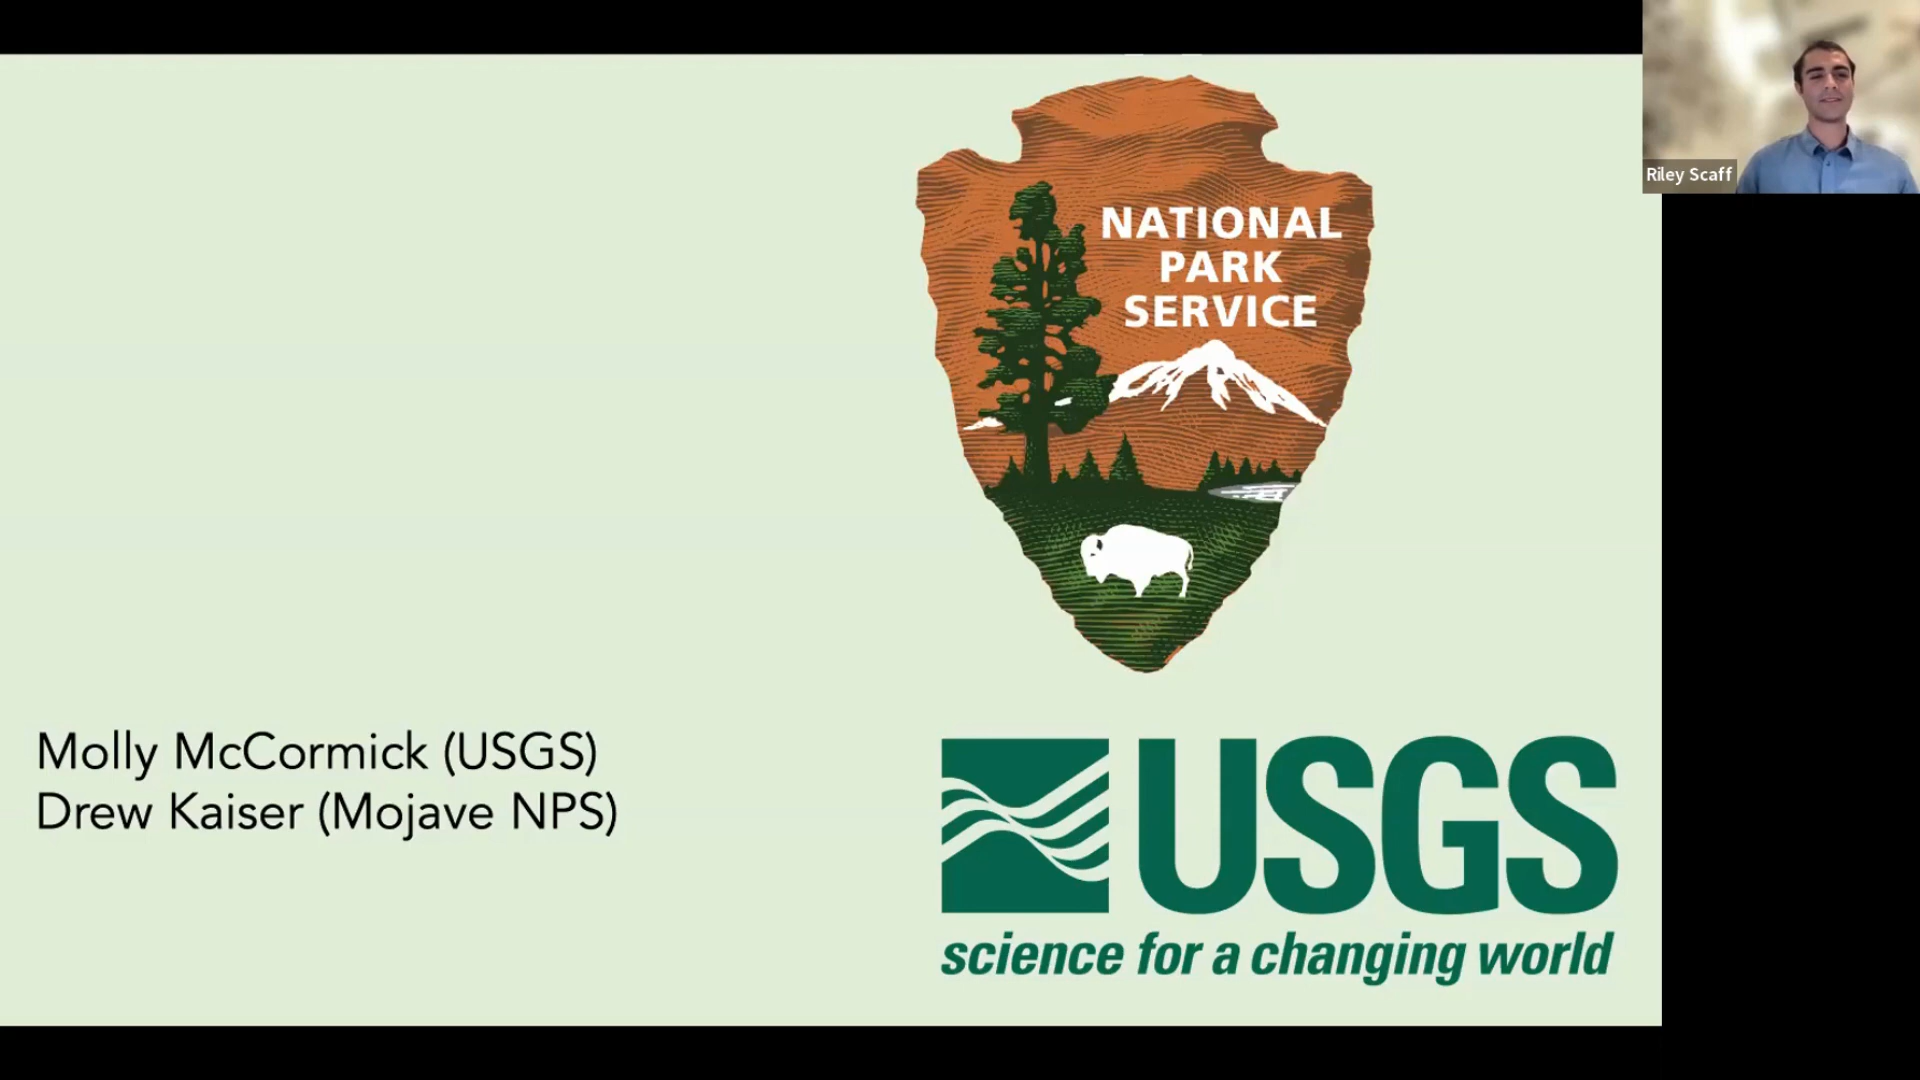 NATIONAL
PARK
SERVICE
Riley Scaff
Molly McCormick (USGS)
Drew Kaiser (Mojave NPS)
USGS
science for a changing world